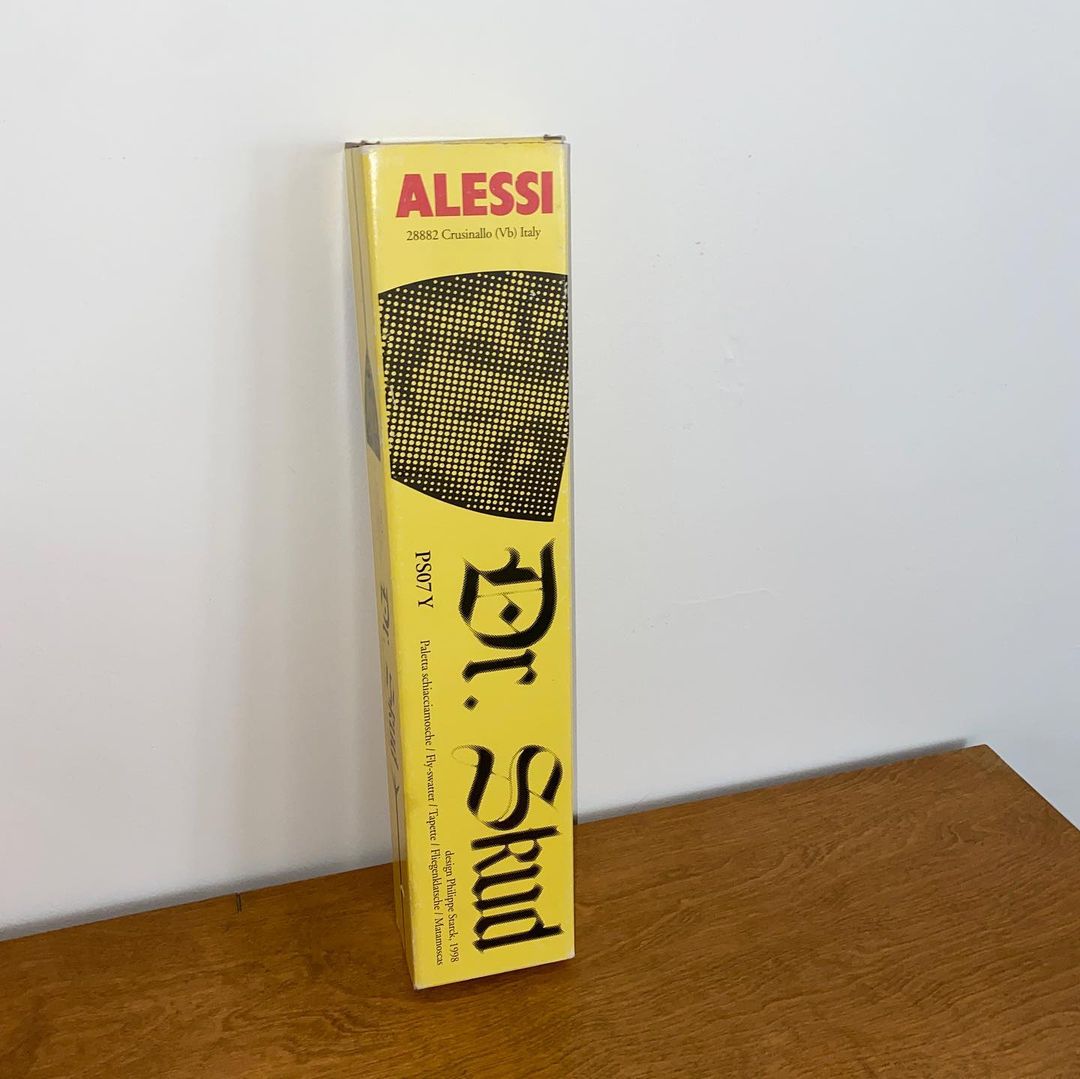 ALESSI
28882 Crusinallo (Vb) Italy
Dr. Skud
PS07 Y
Paletta schiacciamosche / Fly-swatter / Tapette / Fliegenklatsche / Matamoscas
design Philippe Starck, 1998